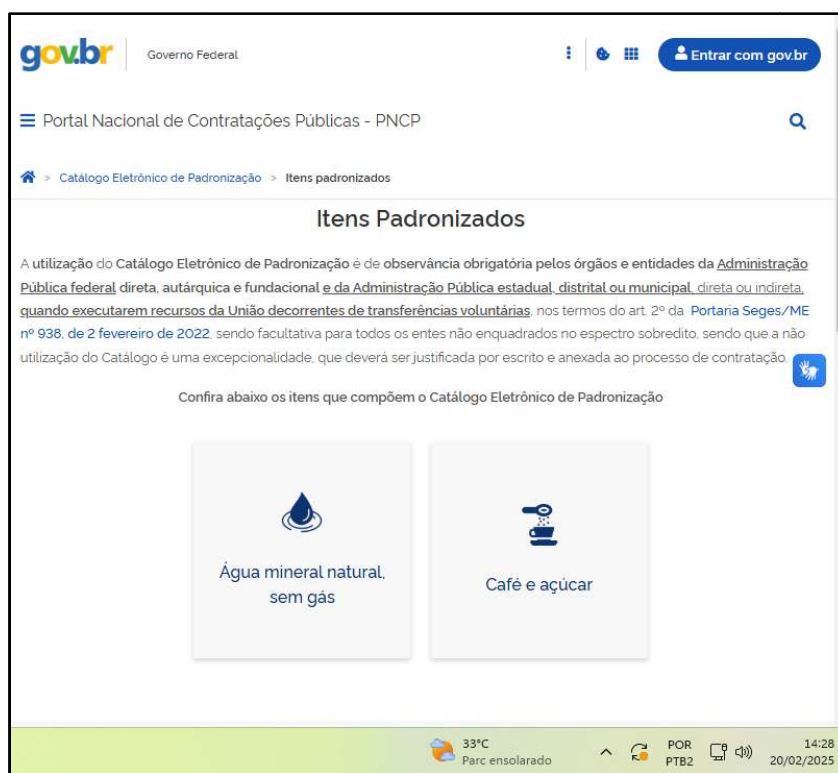 gov.br
Governo Federal
Entrar com gov.br
Portal Nacional de Contratações Públicas - PNCP
> Catálogo Eletrônico de Padronização > Itens padronizados
Itens Padronizados
A utilização do Catálogo Eletrônico de Padronização é de observância obrigatória pelos órgãos e entidades da Administração
Pública federal direta, autárquica e fundacional e da Administração Pública estadual, distrital ou municipal, direta ou indireta,
quando executarem recursos da União decorrentes de transferências voluntárias, nos termos do art. 2º da Portaria Seges/ME
nº 938, de 2 fevereiro de 2022, sendo facultativa para todos os entes não enquadrados no espectro sobredito, sendo que a não
utilização do Catálogo é uma excepcionalidade, que deverá ser justificada por escrito e anexada ao processo de contratação.
Confira abaixo os itens que compõem o Catálogo Eletrônico de Padronização
Água mineral natural,
sem gás
Café e açúcar
33°C
Parc ensolarado
POR
PTB2
14:28
20/02/2025